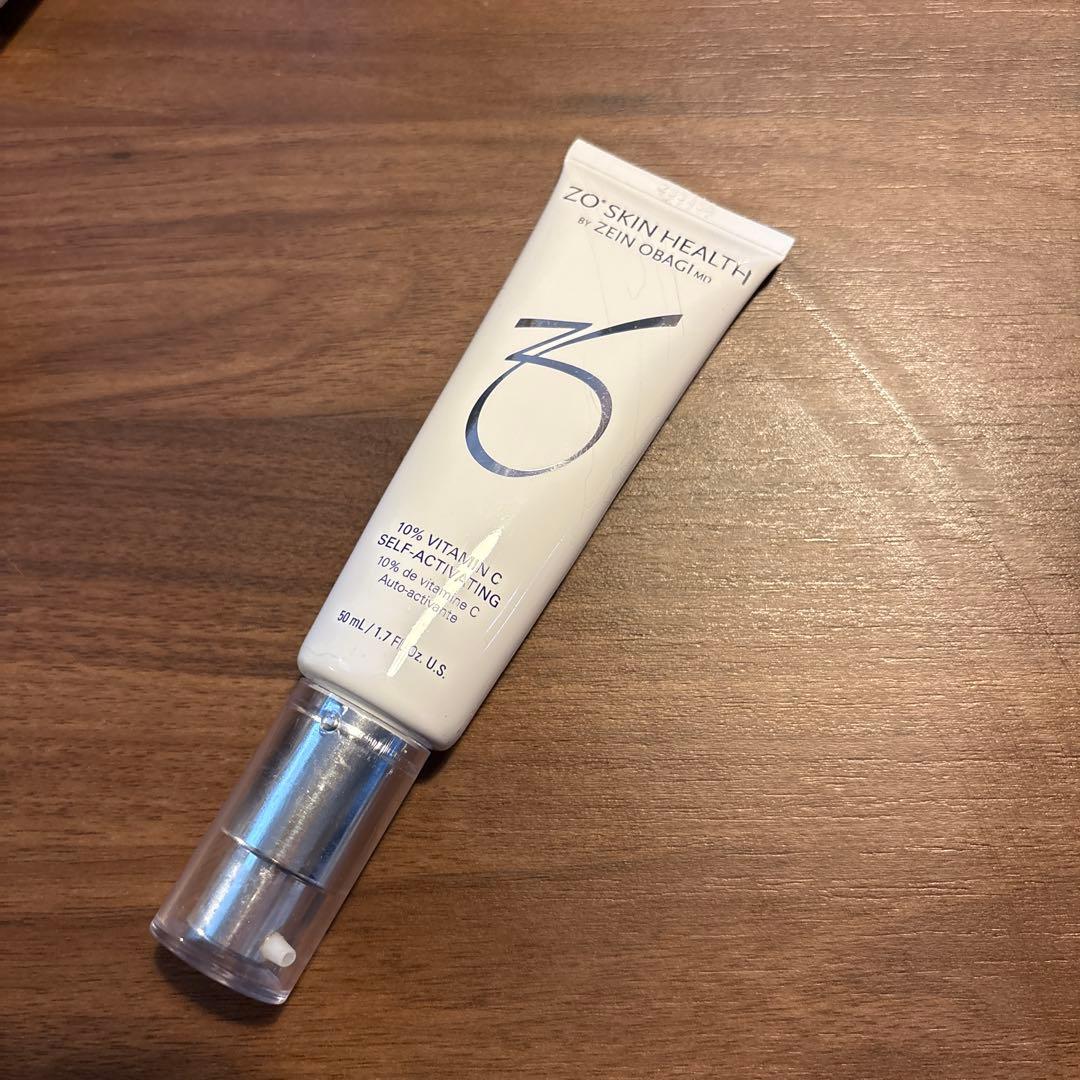 ZO® SKIN HEALTH
BY ZEIN OBAGI MD
10% VITAMIN C
SELF-ACTIVATING
10% de vitamine C
Auto-activante
50 mL / 1.7 Fl. Oz. U.S.